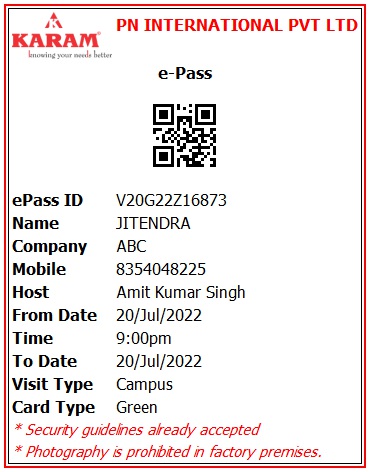 PN INTERNATIONAL PVT LTD
KARAM®
knowing your needs better
e-Pass
ePass ID V20G22Z16873
Name JITENDRA
Company ABC
Mobile 8354048225
Host Amit Kumar Singh
From Date 20/Jul/2022
Time 9:00pm
To Date 20/Jul/2022
Visit Type Campus
Card Type Green
* Security guidelines already accepted
* Photography is prohibited in factory premises.